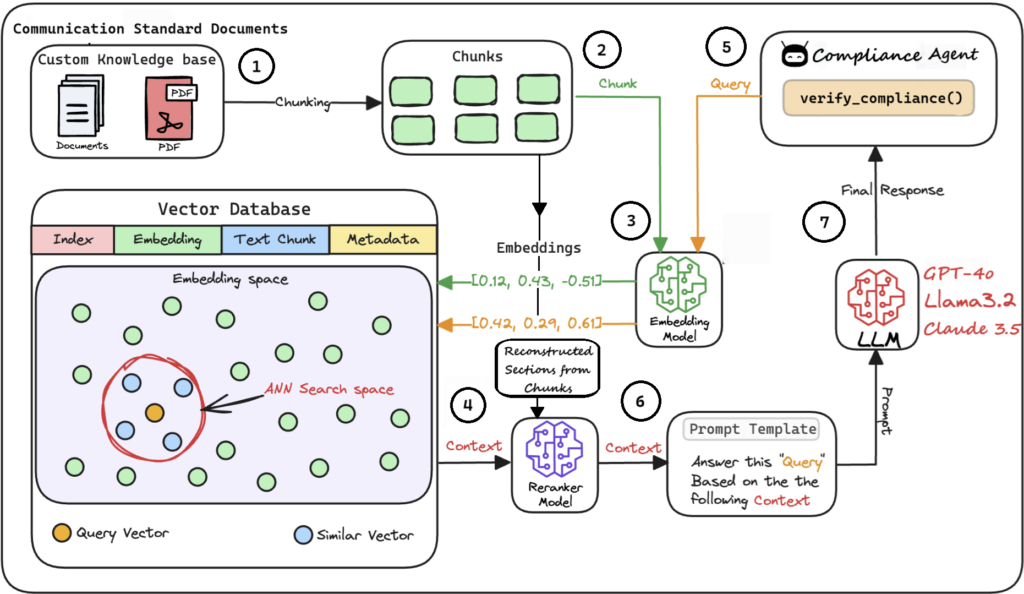 Communication Standard Documents
Custom Knowledge base
PDF
Documents
PDF
1
Chunking
Chunks
2
Chunk
5
Query
Compliance Agent
verify_compliance()
Final Response
7
Vector Database
Index
Embedding
Text Chunk
Metadata
Embedding space
ANN Search space
Query Vector
Similar Vector
3
Embeddings
[0.12, 0.43, -0.51]
[0.42, 0.29, 0.61]
Embedding
Model
Reconstructed
Sections from
Chunks
4
Context
Reranker
Model
6
Context
Prompt Template
Answer this "Query"
Based on the the
following Context
Prompt
LLM
GPT-4o
Llama3.2
Claude 3.5